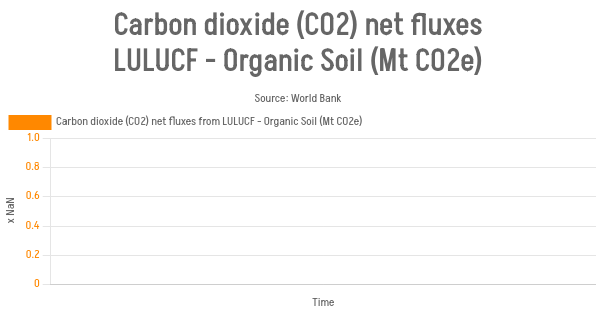 Carbon dioxide (CO2) net fluxes
LULUCF - Organic Soil (Mt CO2e)
Source: World Bank
Carbon dioxide (CO2) net fluxes from LULUCF - Organic Soil (Mt CO2e)
1.0
0.8
0.6
0.4
0.2
0
x NaN
Time